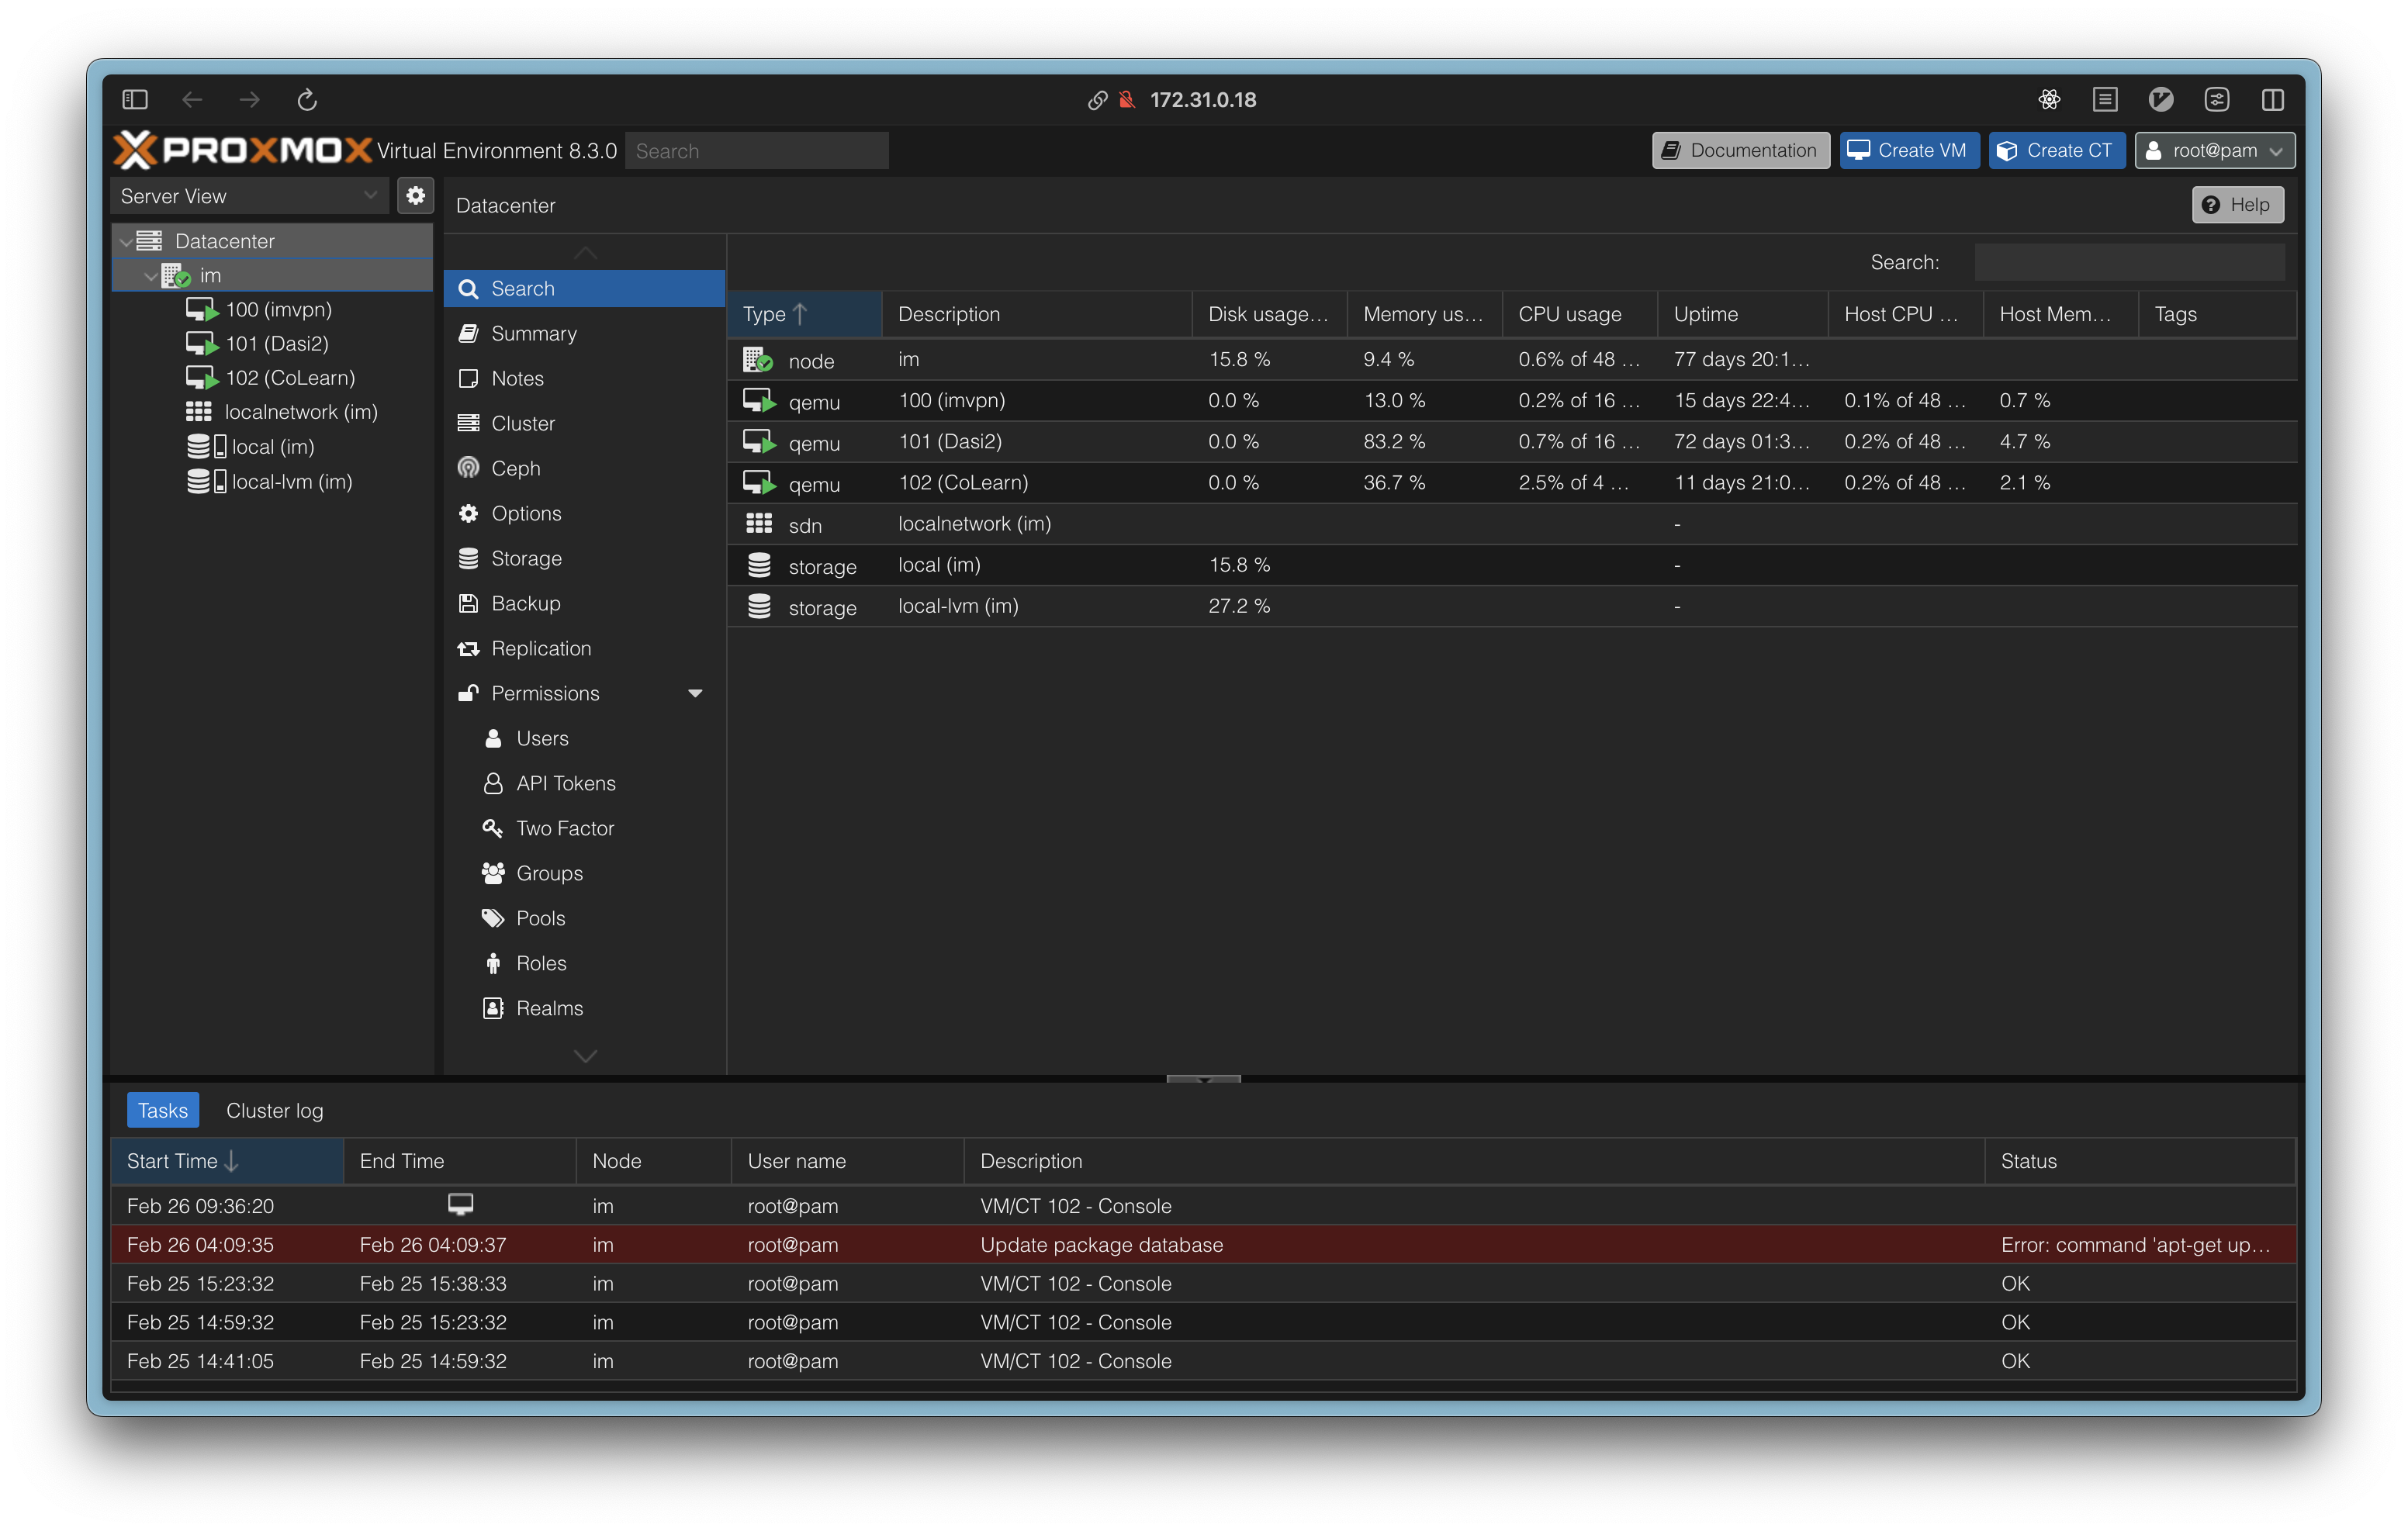 172.31.0.18
PROXMOX Virtual Environment 8.3.0 Search Documentation Create VM Create CT root@pam
Server View
Datacenter
im
100 (imvpn)
101 (Dasi2)
102 (CoLearn)
localnetwork (im)
local (im)
local-lvm (im)
Datacenter Help
Search
Summary
Notes
Cluster
Ceph
Options
Storage
Backup
Replication
Permissions
Users
API Tokens
Two Factor
Groups
Pools
Roles
Realms
Search:
Type Description Disk usage... Memory us... CPU usage Uptime Host CPU ... Host Mem... Tags
node im 15.8 % 9.4 % 0.6% of 48 ... 77 days 20:1...
qemu 100 (imvpn) 0.0 % 13.0 % 0.2% of 16 ... 15 days 22:4... 0.1% of 48 ... 0.7 %
qemu 101 (Dasi2) 0.0 % 83.2 % 0.7% of 16 ... 72 days 01:3... 0.2% of 48 ... 4.7 %
qemu 102 (CoLearn) 0.0 % 36.7 % 2.5% of 4 ... 11 days 21:0... 0.2% of 48 ... 2.1 %
sdn localnetwork (im) -
storage local (im) 15.8 % -
storage local-lvm (im) 27.2 % -
Tasks Cluster log
Start Time End Time Node User name Description Status
Feb 26 09:36:20 im root@pam VM/CT 102 - Console
Feb 26 04:09:35 Feb 26 04:09:37 im root@pam Update package database Error: command 'apt-get up...
Feb 25 15:23:32 Feb 25 15:38:33 im root@pam VM/CT 102 - Console OK
Feb 25 14:59:32 Feb 25 15:23:32 im root@pam VM/CT 102 - Console OK
Feb 25 14:41:05 Feb 25 14:59:32 im root@pam VM/CT 102 - Console OK